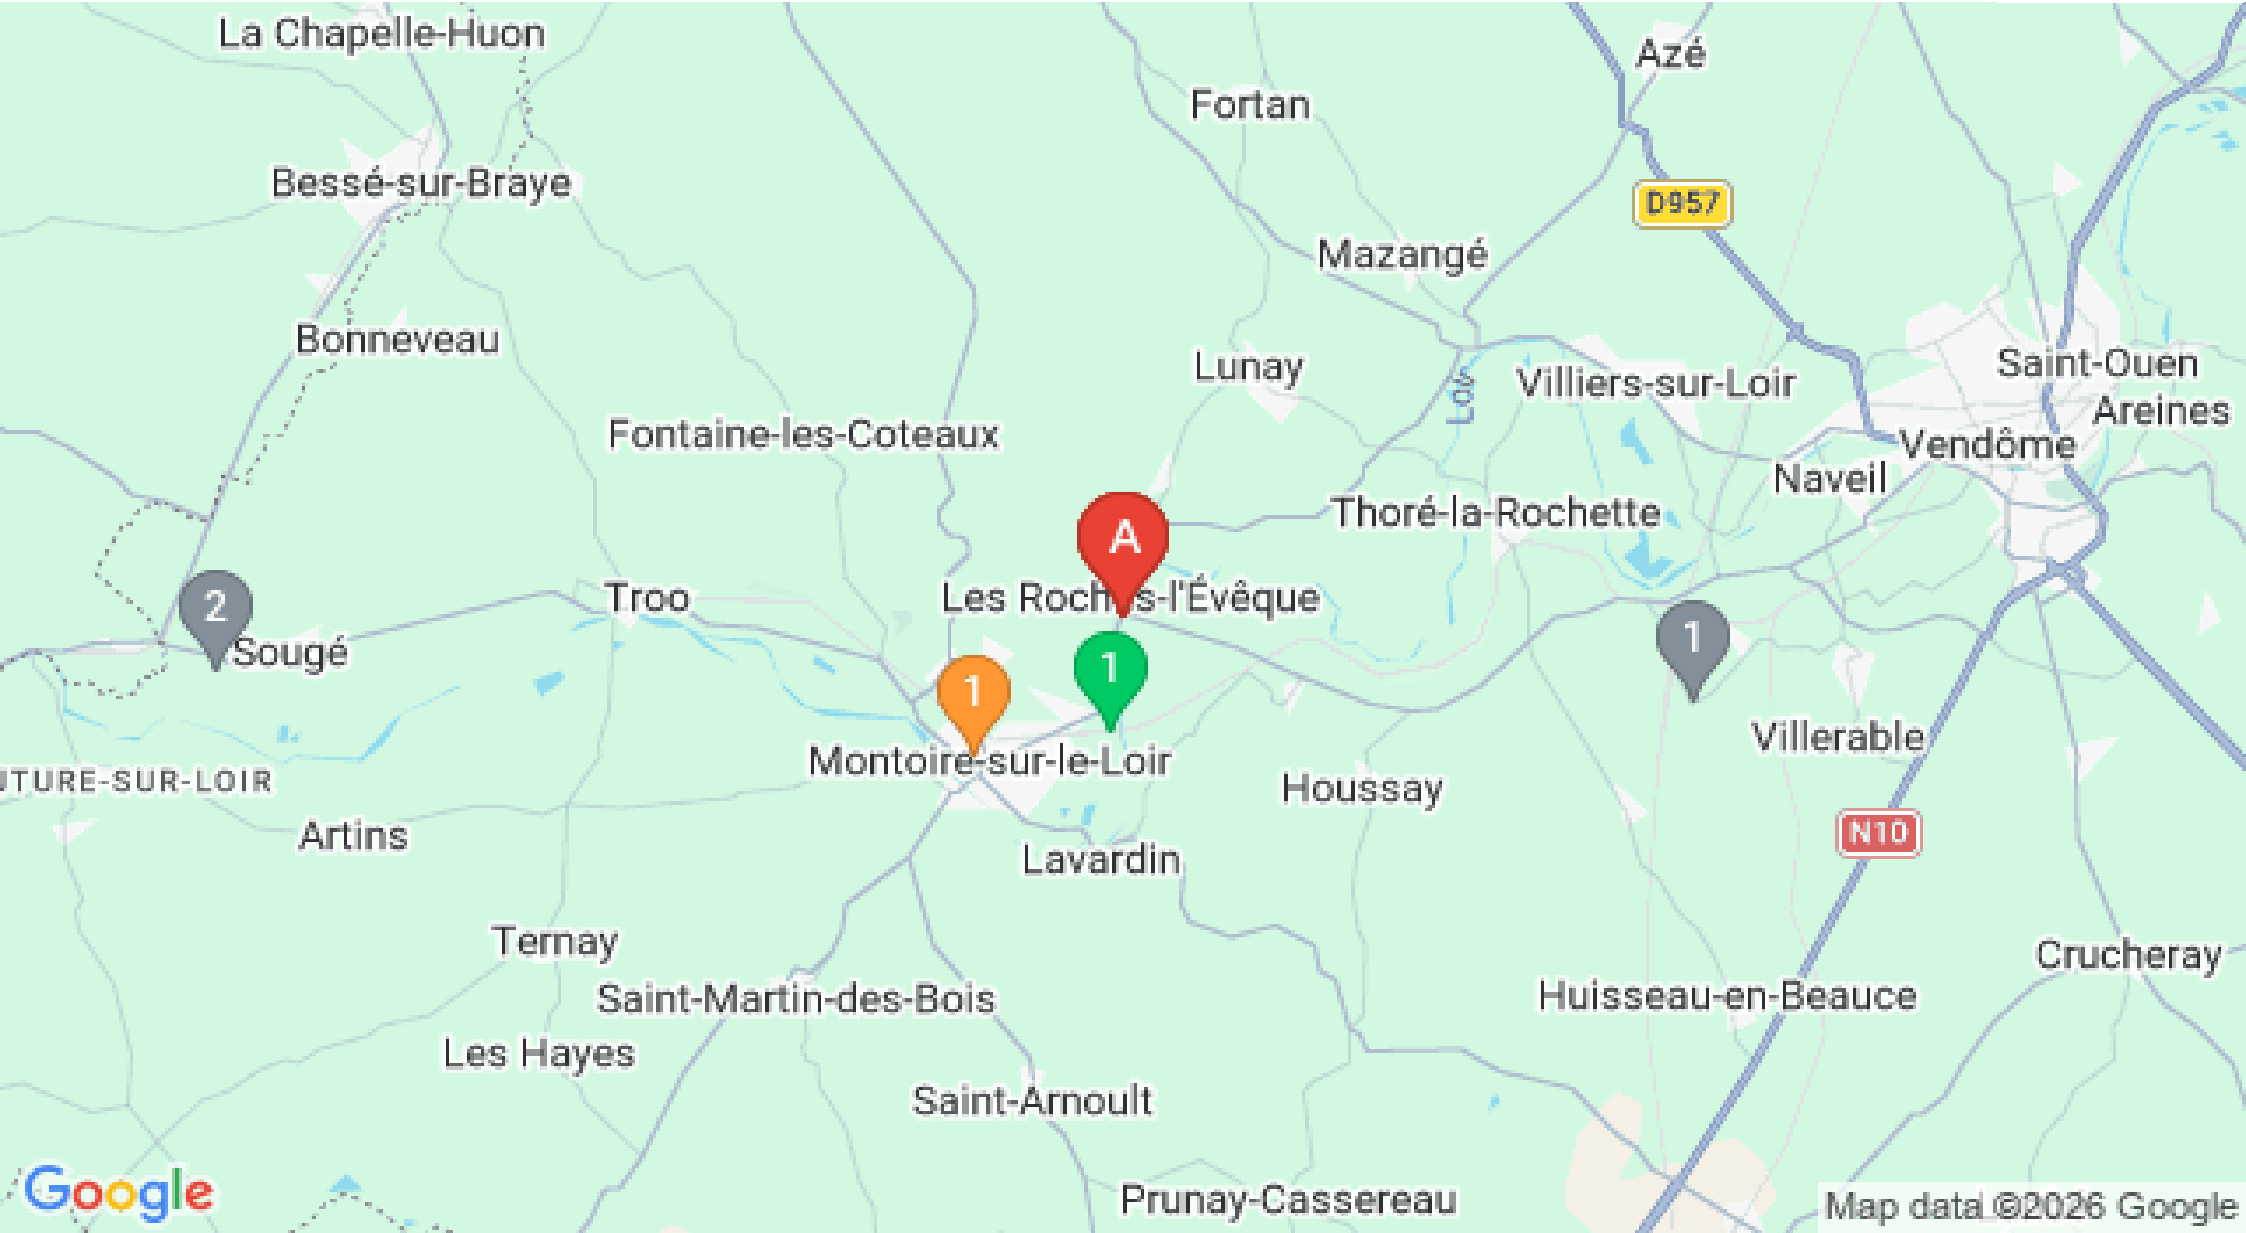 La Chapelle-Huon
Azé
Fortan
Bessé-sur-Braye
D957
Mazangé
Bonneveau
Lunay
Saint-Ouen
Villiers-sur-Loir
Loir
Areines
Fontaine-les-Coteaux
Vendôme
Naveil
Thoré-la-Rochette
A
Troo
Les Roches-l'Évêque
2
1
Sougé
1
1
Villerable
Montoire-sur-le-Loir
UTURE-SUR-LOIR
Houssay
Artins
N10
Lavardin
Ternay
Crucheray
Saint-Martin-des-Bois
Huisseau-en-Beauce
Les Hayes
Saint-Arnoult
Prunay-Cassereau
Google
Map data ©2026 Google